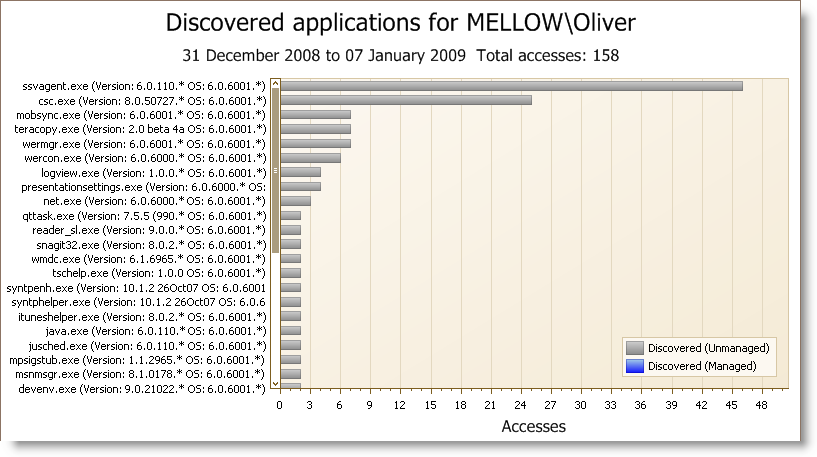 Discovered applications for MELLOW\Oliver
31 December 2008 to 07 January 2009 Total accesses: 158
ssvagent.exe (Version: 6.0.110.* OS: 6.0.6001.*)
csc.exe (Version: 8.0.50727.* OS: 6.0.6001.*)
mobsync.exe (Version: 6.0.6001.* OS: 6.0.6001.*)
teracopy.exe (Version: 2.0 beta 4a OS: 6.0.6001.*)
wermgr.exe (Version: 6.0.6001.* OS: 6.0.6001.*)
wercon.exe (Version: 6.0.6000.* OS: 6.0.6001.*)
logview.exe (Version: 1.0.0.* OS: 6.0.6001.*)
presentationsettings.exe (Version: 6.0.6000.* OS:
net.exe (Version: 6.0.6000.* OS: 6.0.6001.*)
qttask.exe (Version: 7.5.5 (990.* OS: 6.0.6001.*)
reader_sl.exe (Version: 9.0.0.* OS: 6.0.6001.*)
snagit32.exe (Version: 8.0.2.* OS: 6.0.6001.*)
wmdc.exe (Version: 6.1.6965.* OS: 6.0.6001.*)
tschelp.exe (Version: 1.0.0 OS: 6.0.6001.*)
syntpenh.exe (Version: 10.1.2 26Oct07 OS: 6.0.6001
syntphelper.exe (Version: 10.1.2 26Oct07 OS: 6.0.6
ituneshelper.exe (Version: 8.0.2.* OS: 6.0.6001.*)
java.exe (Version: 6.0.110.* OS: 6.0.6001.*)
jusched.exe (Version: 6.0.110.* OS: 6.0.6001.*)
mpsigstub.exe (Version: 1.1.2965.* OS: 6.0.6001.*)
msnmsgr.exe (Version: 8.1.0178.* OS: 6.0.6001.*)
devenv.exe (Version: 9.0.21022.* OS: 6.0.6001.*)
Discovered (Unmanaged)
Discovered (Managed)
0 3 6 9 12 15 18 21 24 27 30 33 36 39 42 45 48
Accesses